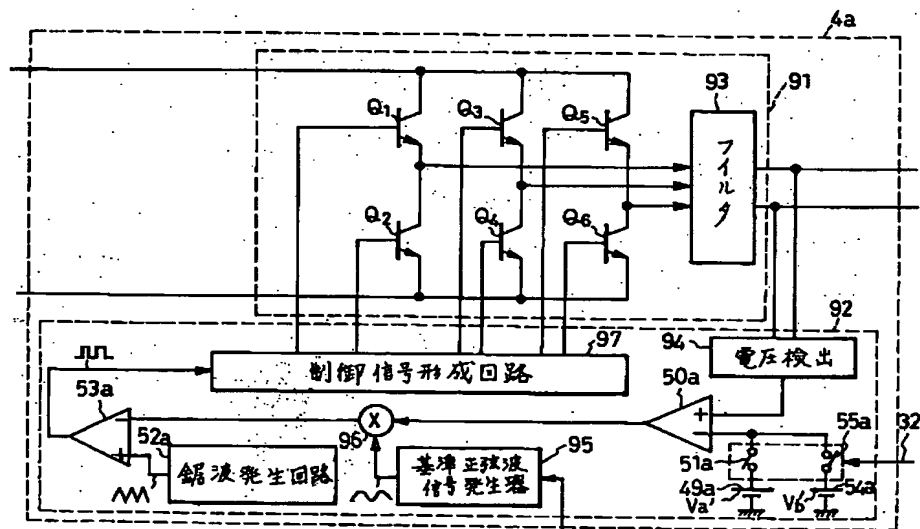 4a
91
93
フィルタ
Q1
Q3
Q5
Q2
Q4
Q6
92
97
制御信号形成回路
94
電圧検出
53a
50a
96
X
52a
鋸波発生回路
95
基準正弦波
信号発生器
51a
55a
32
49a
Va'
Vb'
54a